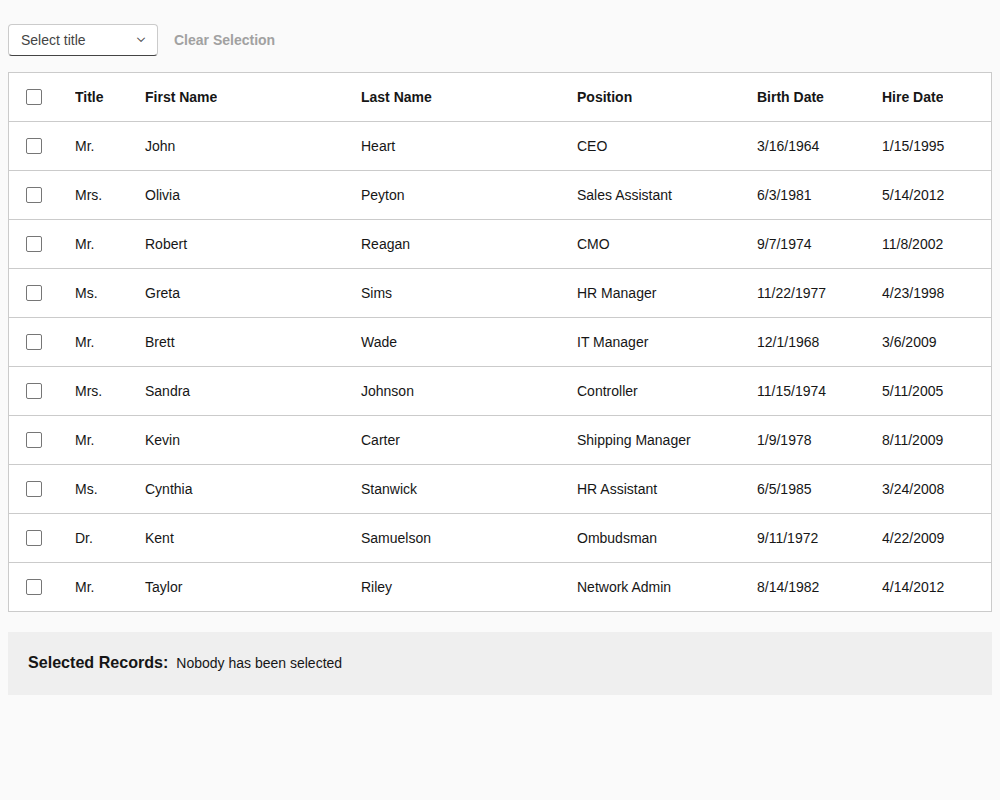 Select title Clear Selection
Title First Name Last Name Position Birth Date Hire Date
Mr. John Heart CEO 3/16/1964 1/15/1995
Mrs. Olivia Peyton Sales Assistant 6/3/1981 5/14/2012
Mr. Robert Reagan CMO 9/7/1974 11/8/2002
Ms. Greta Sims HR Manager 11/22/1977 4/23/1998
Mr. Brett Wade IT Manager 12/1/1968 3/6/2009
Mrs. Sandra Johnson Controller 11/15/1974 5/11/2005
Mr. Kevin Carter Shipping Manager 1/9/1978 8/11/2009
Ms. Cynthia Stanwick HR Assistant 6/5/1985 3/24/2008
Dr. Kent Samuelson Ombudsman 9/11/1972 4/22/2009
Mr. Taylor Riley Network Admin 8/14/1982 4/14/2012
Selected Records: Nobody has been selected